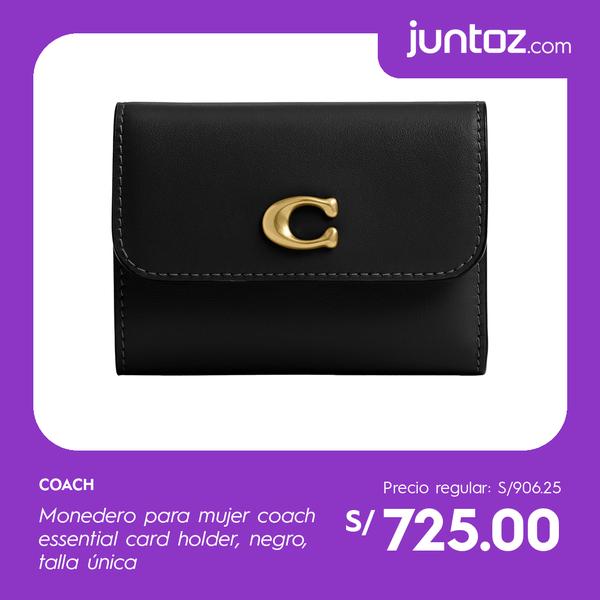 juntoz.com
COACH
Monedero para mujer coach
essential card holder, negro,
talla única
Precio regular: S/906.25
S/725.00